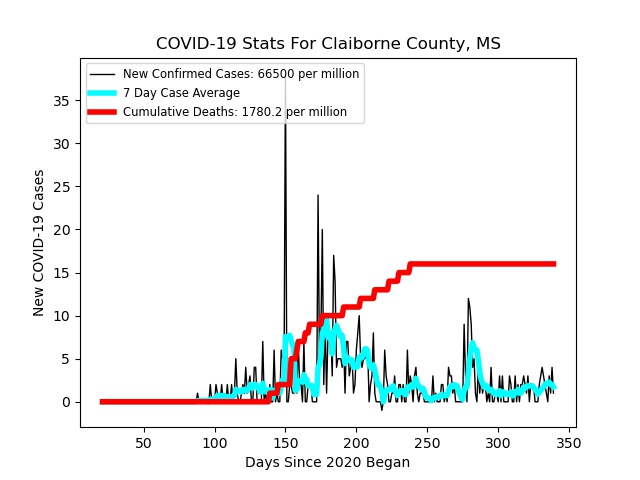 COVID-19 Stats For Claiborne County, MS
New Confirmed Cases: 66500 per million
7 Day Case Average
Cumulative Deaths: 1780.2 per million
New COVID-19 Cases
35
30
25
20
15
10
5
0
50
100
150
200
250
300
350
Days Since 2020 Began